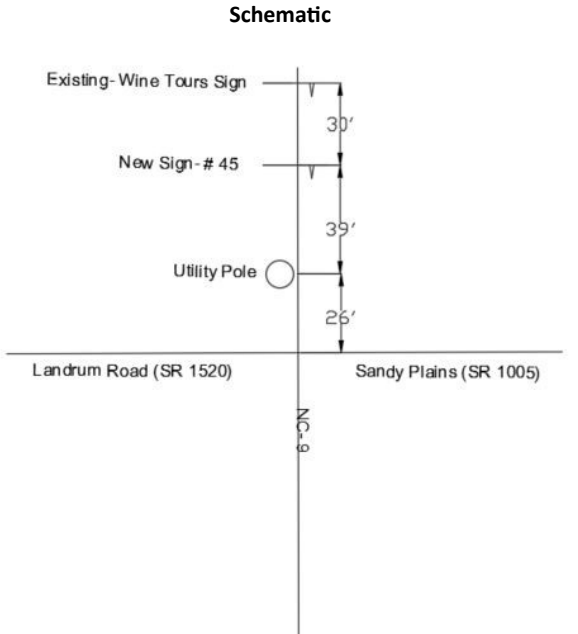 Schematic
Existing- Wine Tours Sign
30'
New Sign- # 45
39'
Utility Pole
26'
Landrum Road (SR 1520)
Sandy Plains (SR 1005)
NC-9